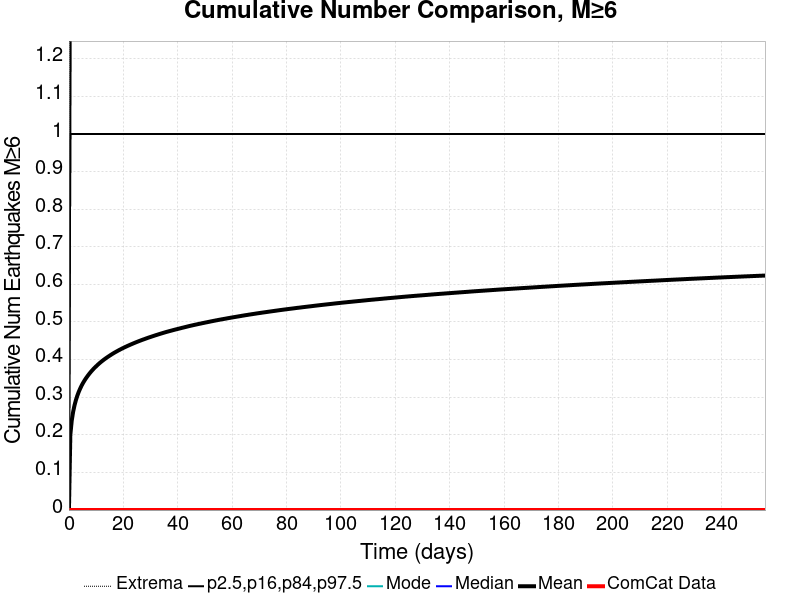 Cumulative Number Comparison, M≥6
Cumulative Num Earthquakes M≥6
1.2
1.1
1
0.9
0.8
0.7
0.6
0.5
0.4
0.3
0.2
0.1
0
0 20 40 60 80 100 120 140 160 180 200 220 240
Time (days)
Extrema p2.5,p16,p84,p97.5 Mode Median Mean ComCat Data